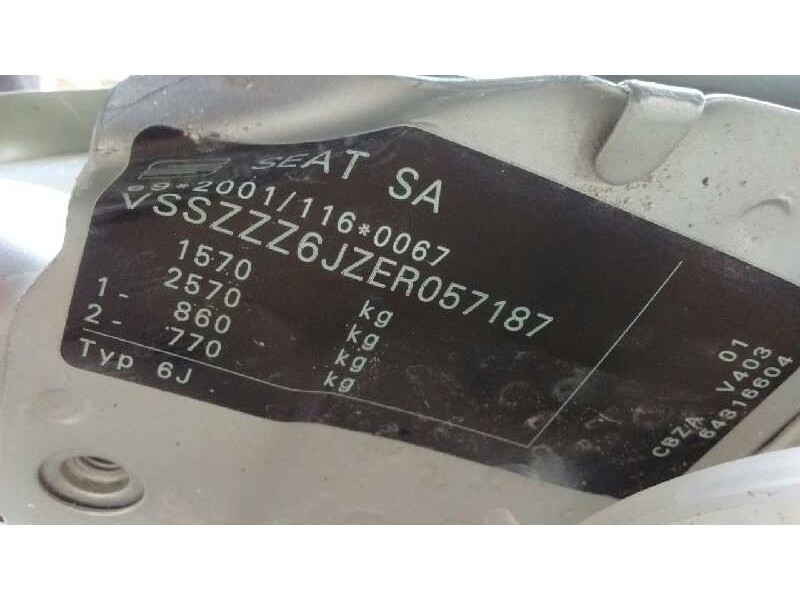 SEAT SA
e9*2001/116*0067
VSSZZZ6JZER057187
1570 kg
1- 2570 kg
2- 860 kg
770 kg
Typ 6J
01
CBZA V403
64316604